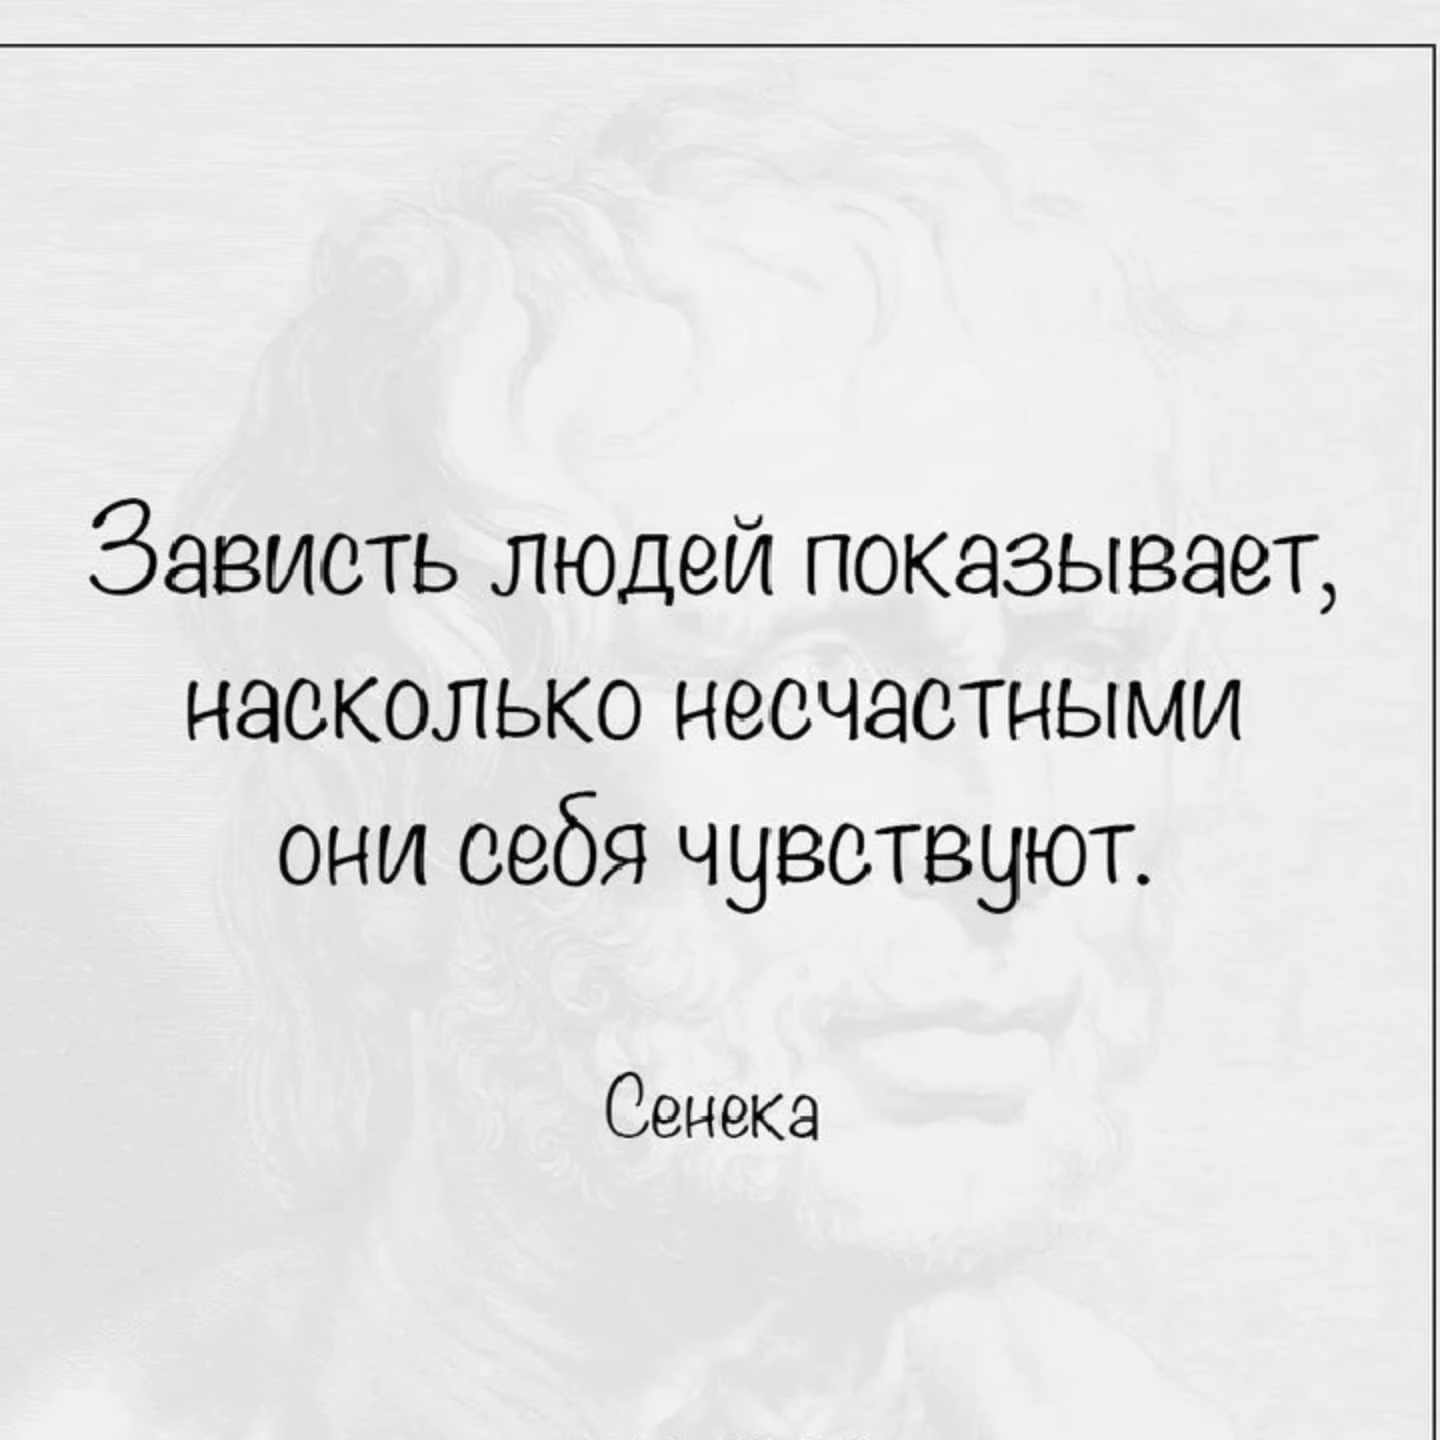 Зависть людей показывает,
насколько несчастными
они себя чувствуют.
Сенека